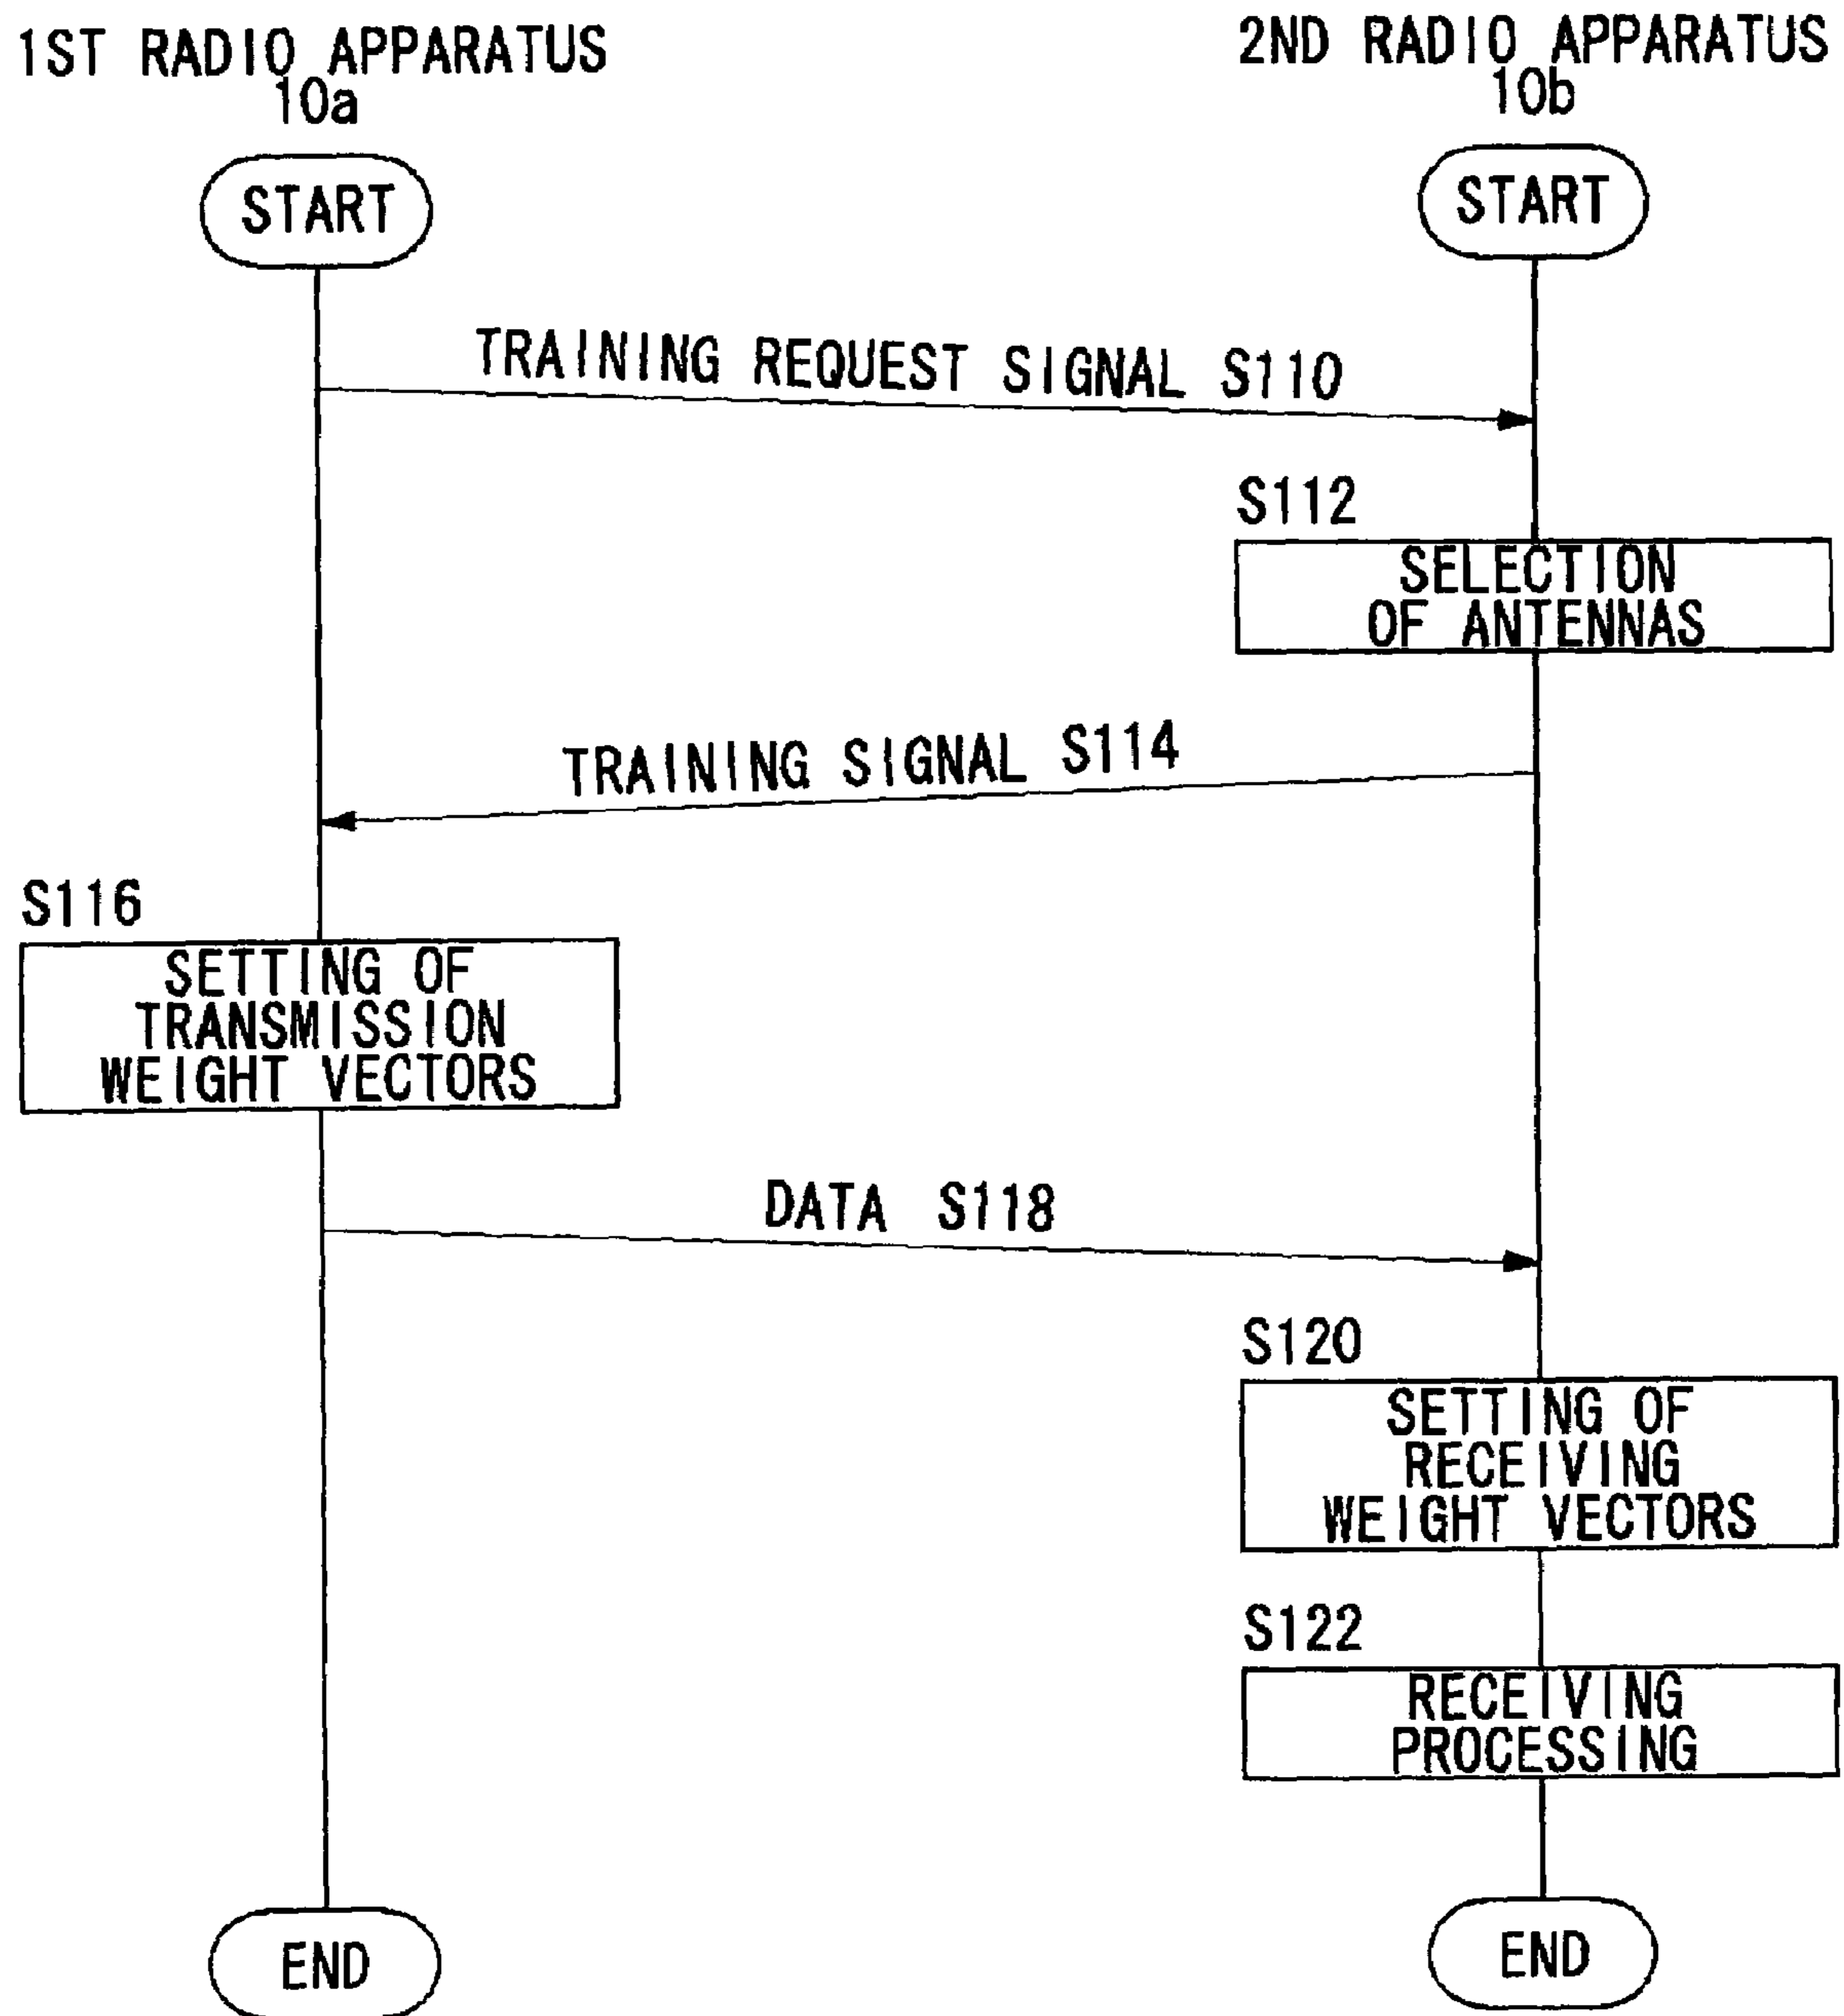 1ST RADIO APPARATUS
10a
2ND RADIO APPARATUS
10b
START
START
TRAINING REQUEST SIGNAL S110
S112
SELECTION
OF ANTENNAS
TRAINING SIGNAL S114
S116
SETTING OF
TRANSMISSION
WEIGHT VECTORS
DATA S118
S120
SETTING OF
RECEIVING
WEIGHT VECTORS
S122
RECEIVING
PROCESSING
END
END